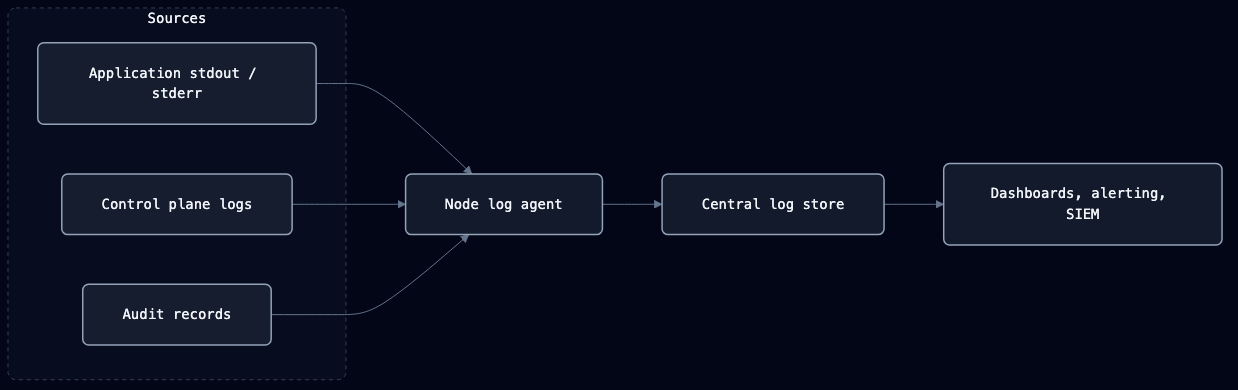 Sources
Application stdout /
stderr
Control plane logs
Node log agent
Central log store
Dashboards, alerting,
SIEM
Audit records